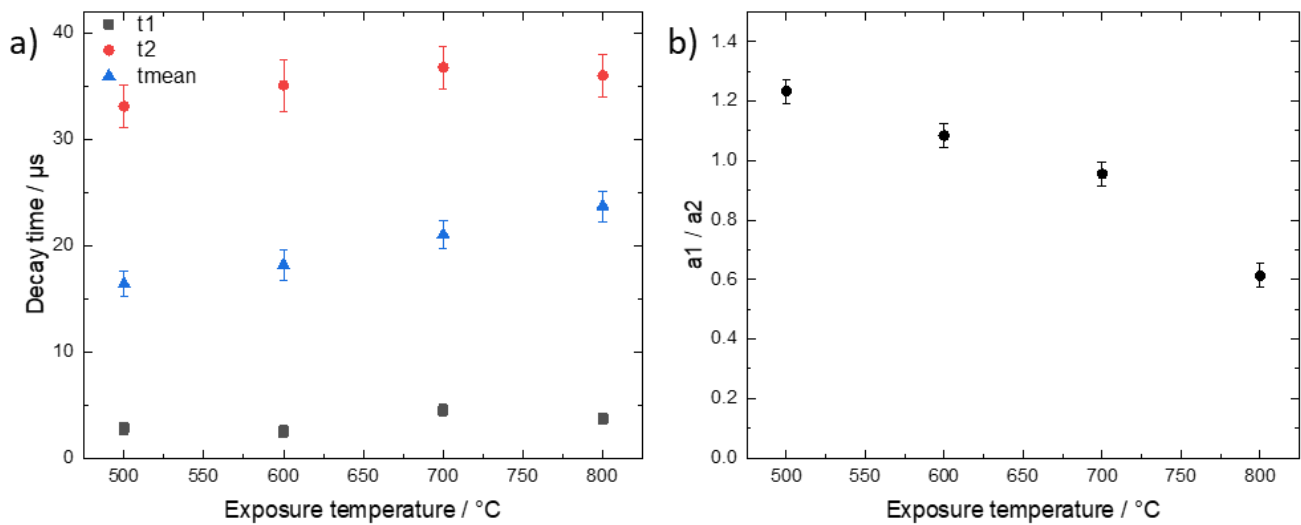 a)
t1
t2
tmean
40
30
20
10
0
Decay time / µs
500 550 600 650 700 750 800
Exposure temperature / °C
b)
1.4
1.2
1.0
0.8
0.6
0.4
0.2
0.0
a1 / a2
500 550 600 650 700 750 800
Exposure temperature / °C